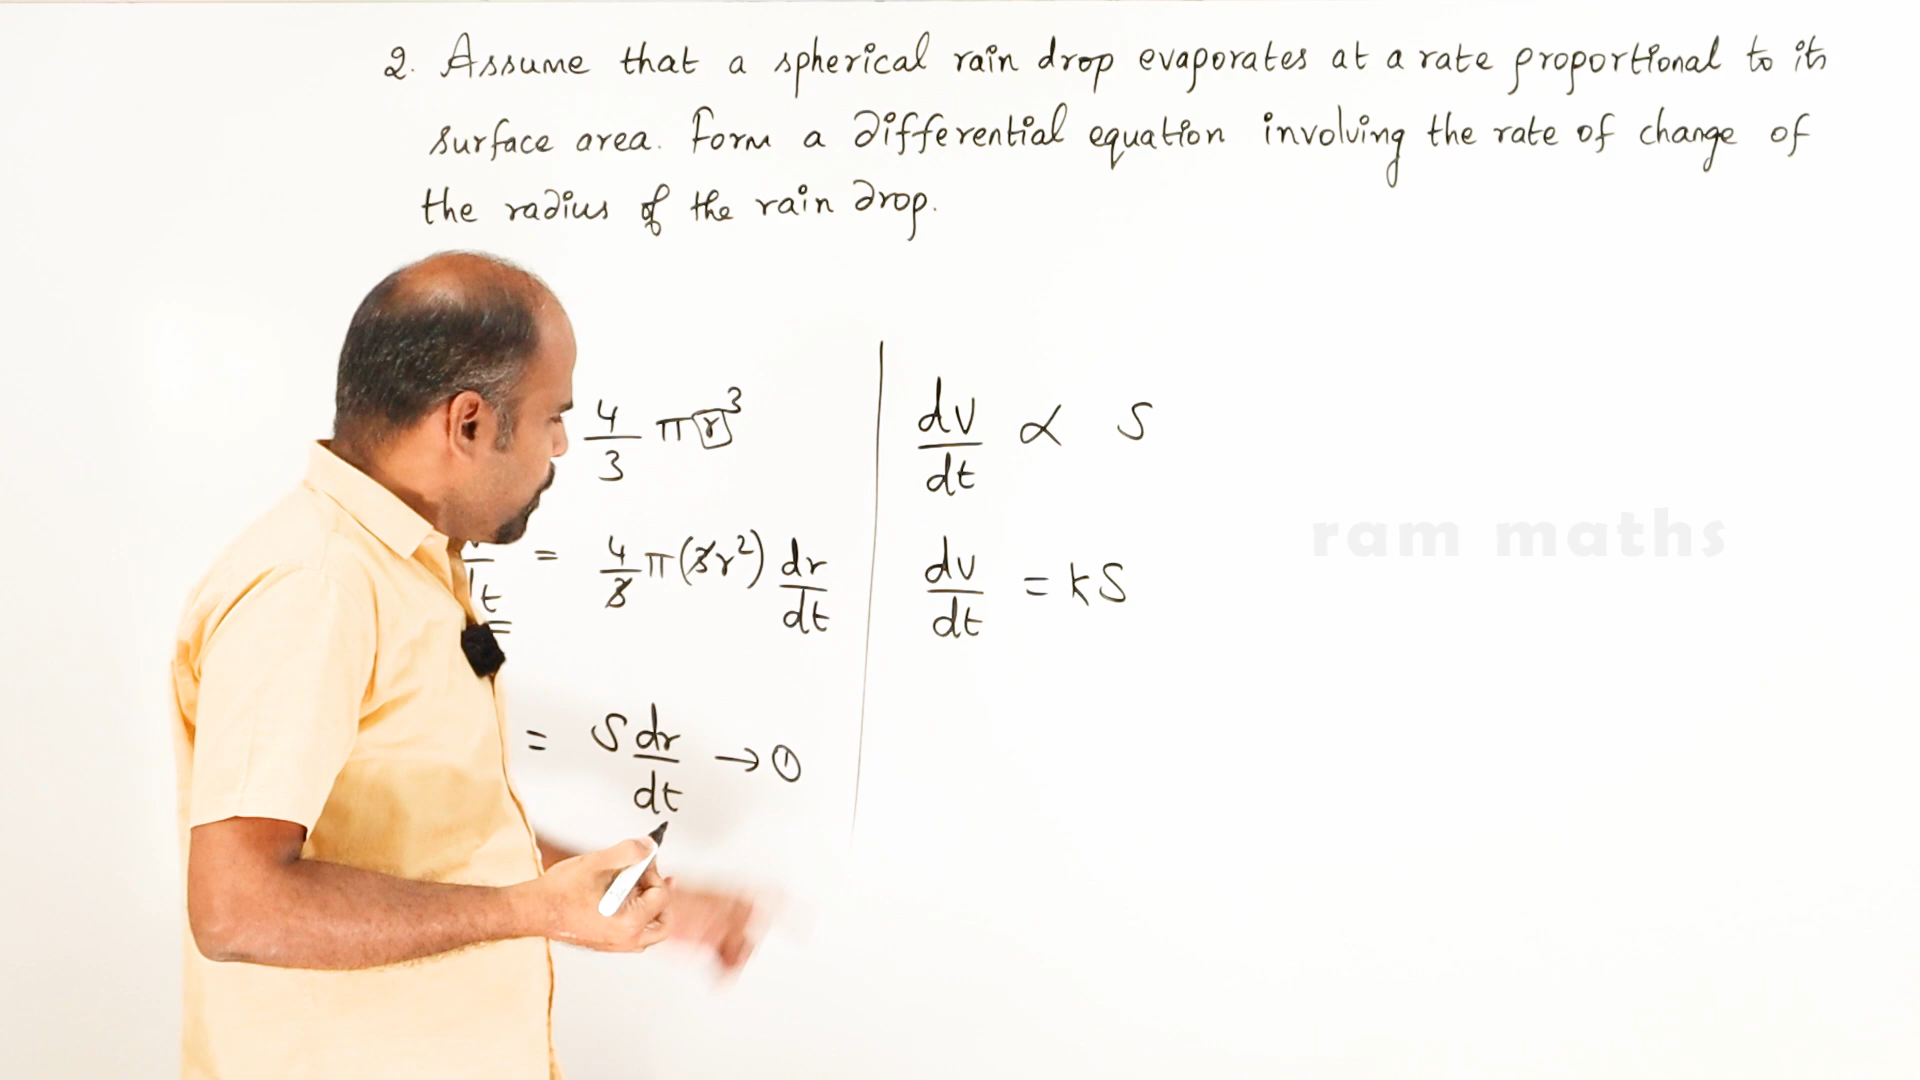 2. Assume that a spherical rain drop evaporates at a rate proportional to its
surface area. Form a differential equation involving the rate of change of
the radius of the rain drop.
4/3 πr³
= 4/3 π(3r²) dr/dt
= S dr/dt → ①
dv/dt ∝ S
dv/dt = kS
ram maths